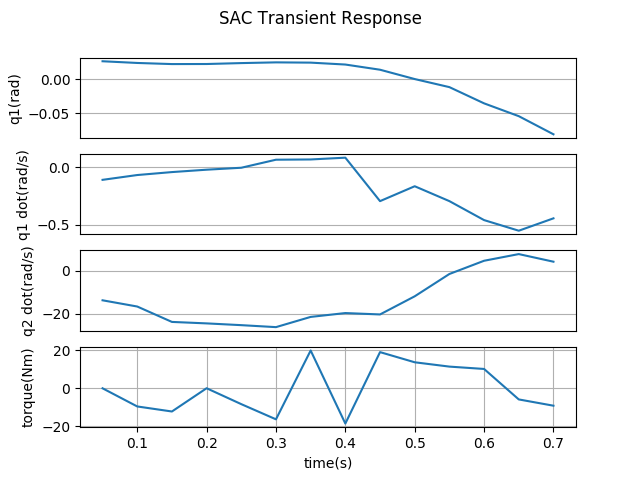 SAC Transient Response
0.00
−0.05
q1(rad)
0.0
−0.5
q1 dot(rad/s)
0
−20
q2 dot(rad/s)
20
0
−20
torque(Nm)
0.1 0.2 0.3 0.4 0.5 0.6 0.7
time(s)